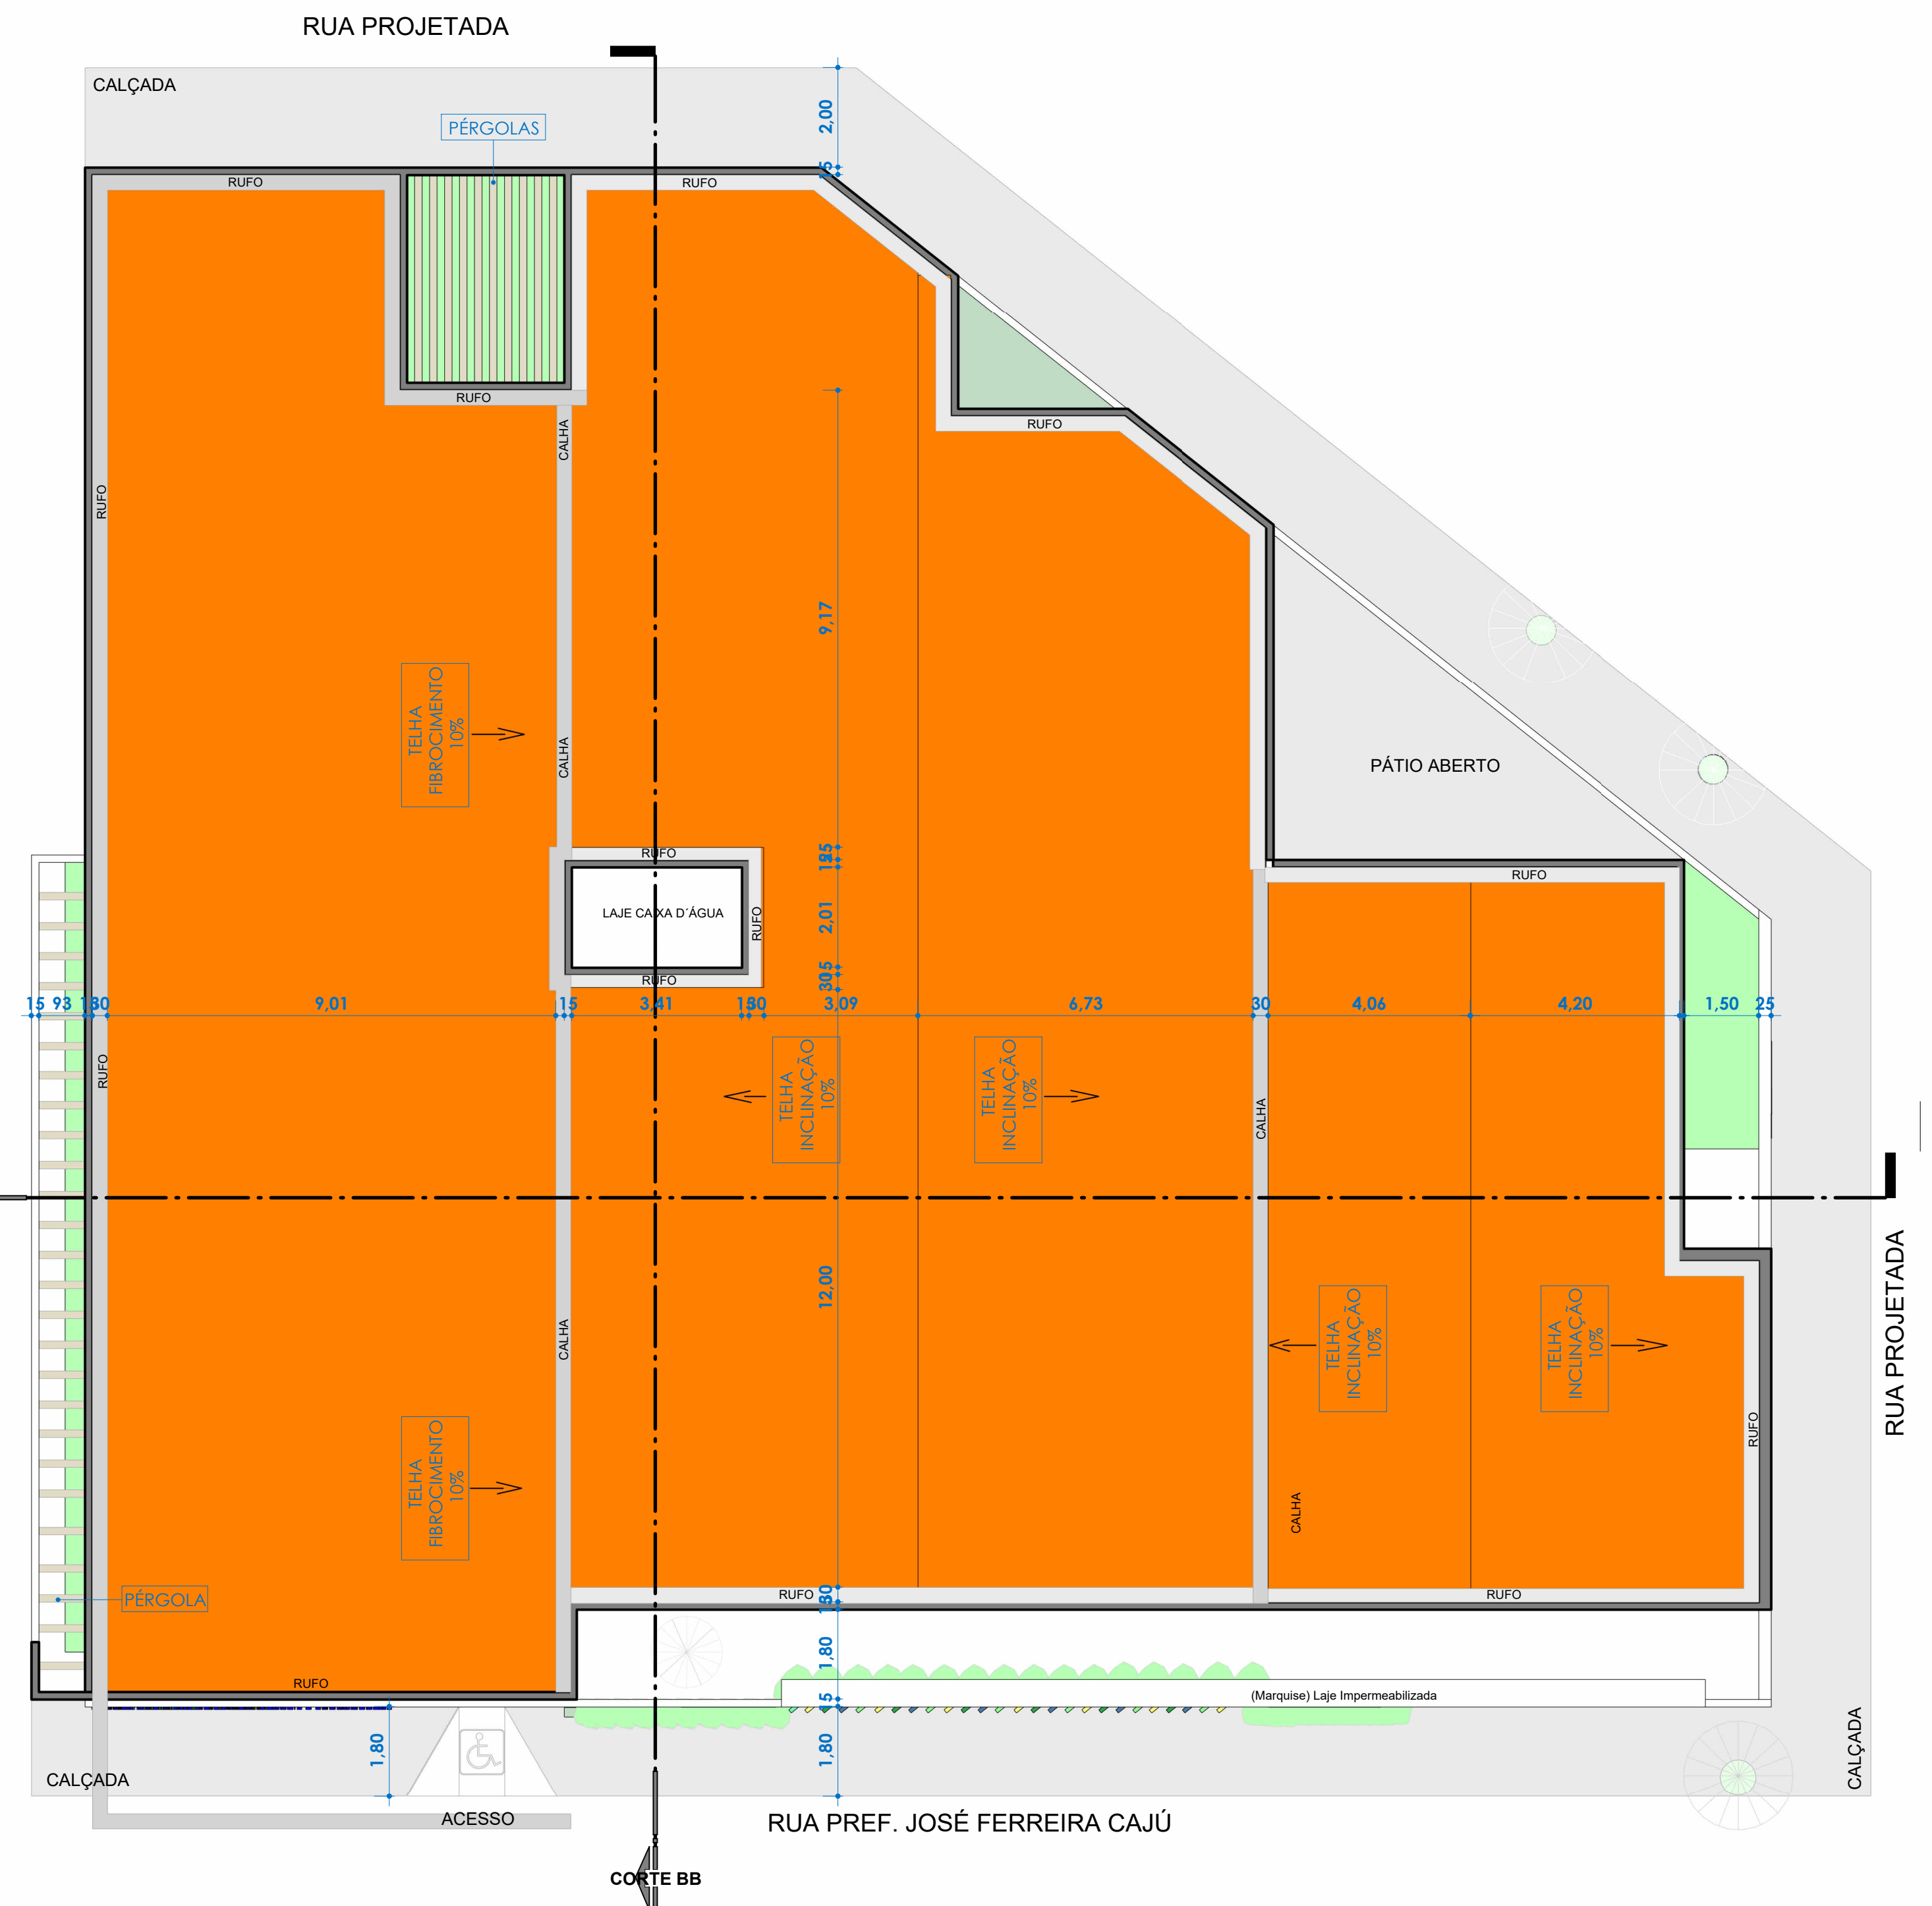 RUA PROJETADA
CALÇADA
2,00
PÉRGOLAS
RUFO
RUFO
RUFO
CALHA
RUFO
RUFO
9,17
TELHA
FIBROCIMENTO
10%
CALHA
PÁTIO ABERTO
RUFO
RUFO
LAJE CAIXA D´ÁGUA
RUFO
2,01
RUFO
15
93
30
9,01
15
3,41
3,09
6,73
30
4,06
4,20
1,50
25
RUFO
TELHA
INCLINAÇÃO
10%
TELHA
INCLINAÇÃO
10%
CALHA
12,00
CALHA
TELHA
INCLINAÇÃO
10%
TELHA
INCLINAÇÃO
10%
RUA PROJETADA
RUFO
TELHA
FIBROCIMENTO
10%
CALHA
PÉRGOLA
RUFO
RUFO
1,80
RUFO
(Marquise) Laje Impermeabilizada
15
1,80
1,80
CALÇADA
CALÇADA
ACESSO
RUA PREF. JOSÉ FERREIRA CAJÚ
CORTE BB